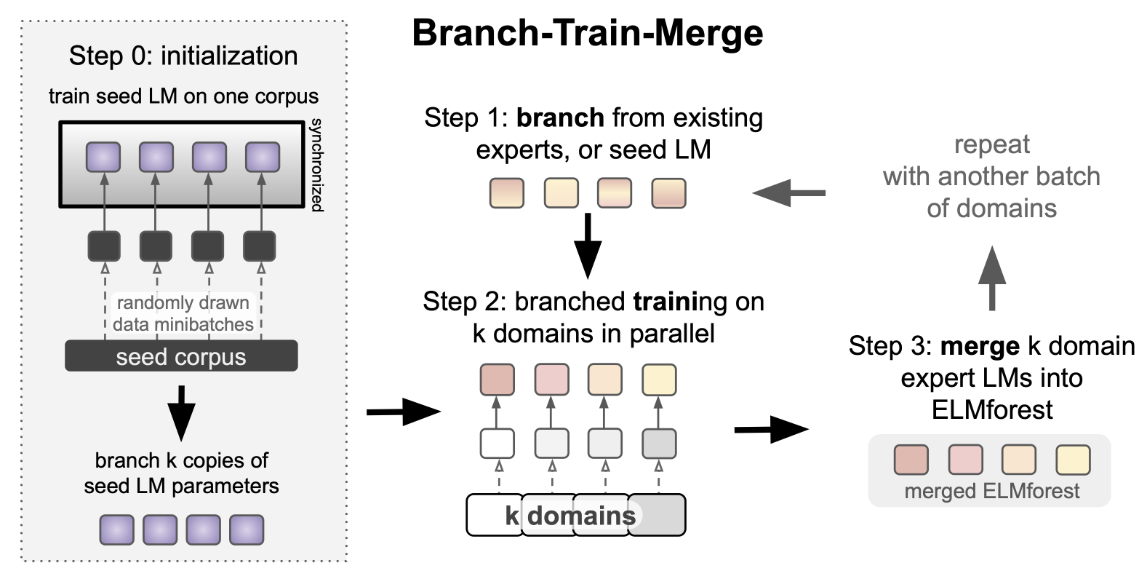 Branch-Train-Merge
Step 0: initialization
train seed LM on one corpus
synchronized
randomly drawn
data minibatches
seed corpus
branch k copies of
seed LM parameters
Step 1: branch from existing
experts, or seed LM
Step 2: branched training on
k domains in parallel
k domains
Step 3: merge k domain
expert LMs into
ELMforest
merged ELMforest
repeat
with another batch
of domains